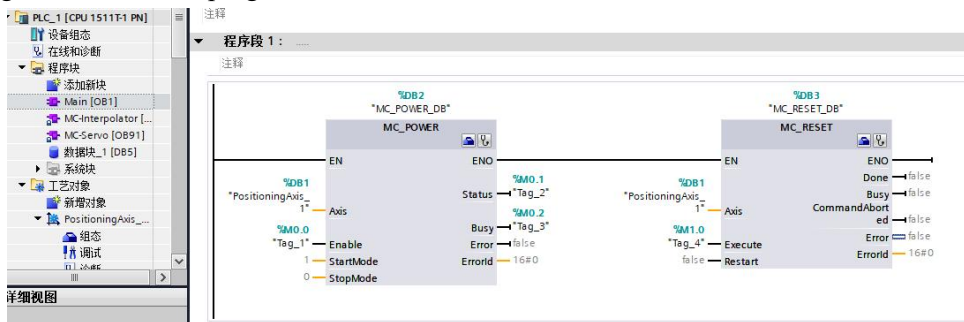 PLC_1 [CPU 1511T-1 PN]
设备组态
在线和诊断
程序块
添加新块
Main [OB1]
MC-Interpolator [...
MC-Servo [OB91]
数据块_1 [DB5]
系统块
工艺对象
新增对象
PositioningAxis_...
组态
调试
详细视图
注释
程序段 1： .....
注释
%DB2
"MC_POWER_DB"
MC_POWER
EN
ENO
%DB1
"PositioningAxis_
1"
Axis
%M0.0
"Tag_1"
Enable
1
StartMode
0
StopMode
%M0.1
Status
"Tag_2"
%M0.2
Busy
"Tag_3"
Error
false
ErrorId
16#0
%DB3
"MC_RESET_DB"
MC_RESET
EN
ENO
%DB1
"PositioningAxis_
1"
Axis
%M1.0
"Tag_4"
Execute
false
Restart
Done
false
Busy
false
CommandAbort
ed
false
Error
false
ErrorId
16#0